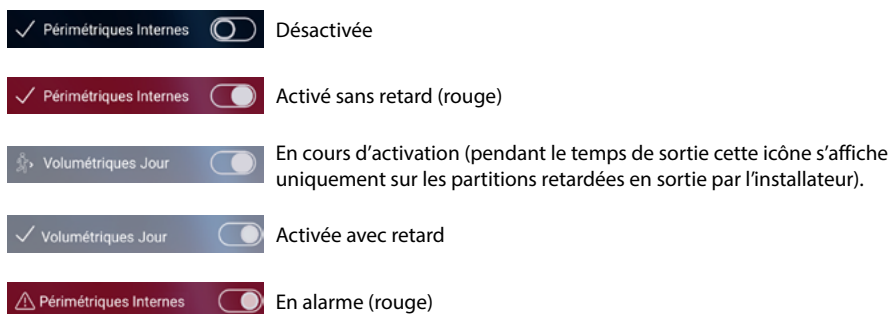 Périmétriques Internes Désactivée
Périmétriques Internes Activé sans retard (rouge)
Volumétriques Jour En cours d’activation (pendant le temps de sortie cette icône s’affiche
uniquement sur les partitions retardées en sortie par l’installateur).
Volumétriques Jour Activée avec retard
Périmétriques Internes En alarme (rouge)